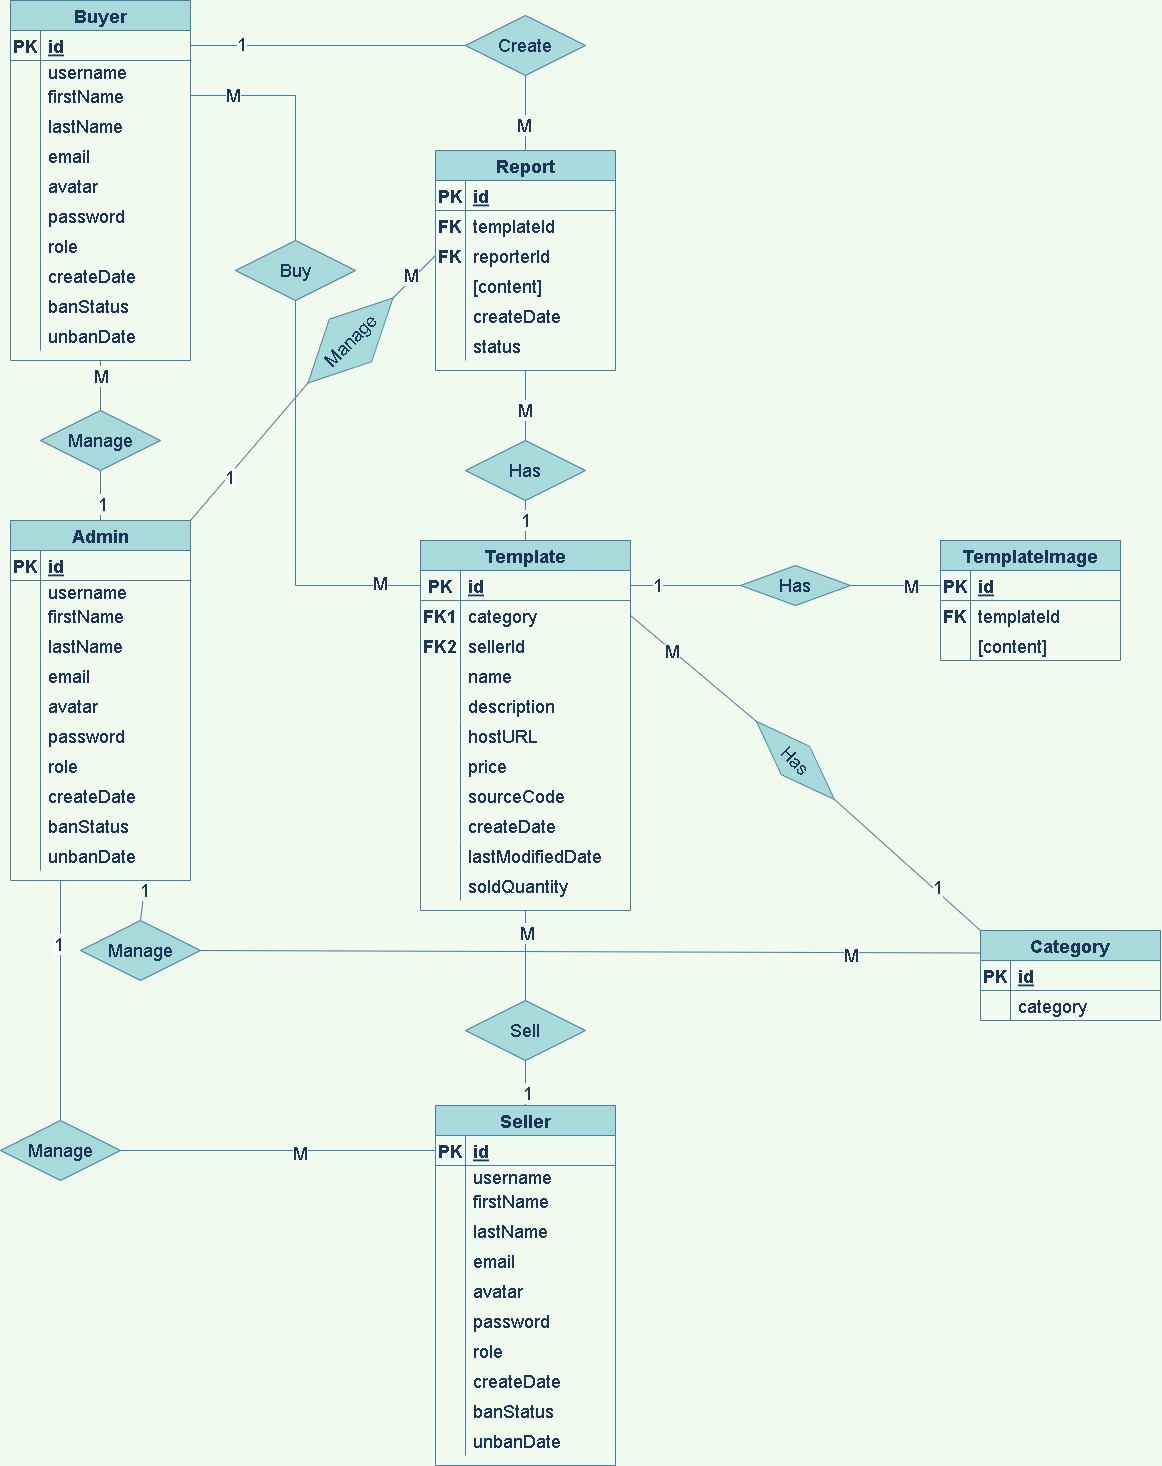 Buyer
PK id
username
firstName
lastName
email
avatar
password
role
createDate
banStatus
unbanDate
1
Create
M
M
Buy
M
Report
PK id
FK templateId
FK reporterId
[content]
createDate
status
M
Manage
1
M
Manage
1
M
Has
1
Admin
PK id
username
firstName
lastName
email
avatar
password
role
createDate
banStatus
unbanDate
Template
PK id
FK1 category
FK2 sellerId
name
description
hostURL
price
sourceCode
createDate
lastModifiedDate
soldQuantity
1
Has
M
TemplateImage
PK id
FK templateId
[content]
M
Has
1
1
Manage
M
Category
PK id
category
1
Manage
M
M
Sell
1
Seller
PK id
username
firstName
lastName
email
avatar
password
role
createDate
banStatus
unbanDate